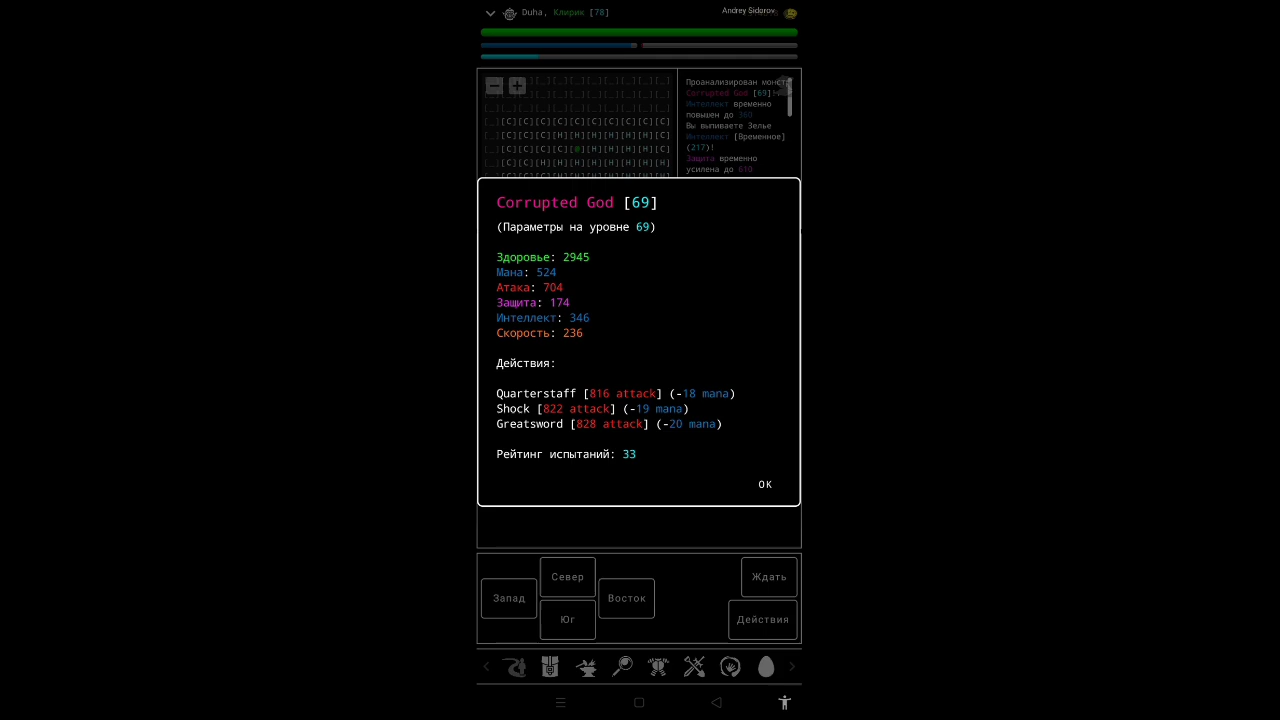 Duha, Клирик [78]
Andrey Sidorov
Проанализирован монст
Corrupted God [69]!
Интеллект временно
повышен до 360
Вы выпиваете Зелье
Интеллект [Временное]
(217)!
Защита временно
усилена до 610
[_][C][C][C][C][C][C][C][C][C][C]
[_][C][C][C][H][H][H][H][H][H][C]
[_][C][C][C][C][@][H][H][H][H][C]
[_][C][C][H][H][H][H][H][H][H][H]
Corrupted God [69]
(Параметры на уровне 69)
Здоровье: 2945
Мана: 524
Атака: 704
Защита: 174
Интеллект: 346
Скорость: 236
Действия:
Quarterstaff [816 attack] (-18 mana)
Shock [822 attack] (-19 mana)
Greatsword [828 attack] (-20 mana)
Рейтинг испытаний: 33
OK
Север
Ждать
Запад
Восток
Юг
Действия